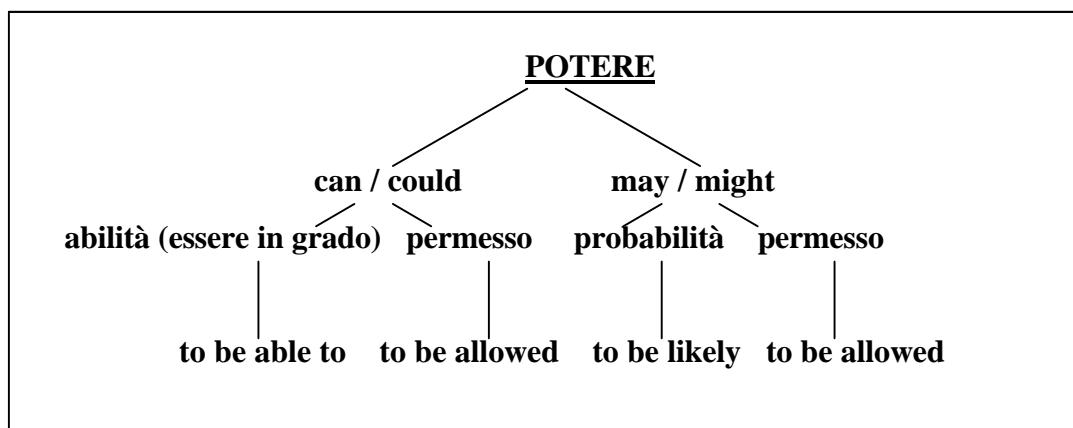 POTERE
can / could may / might
abilità (essere in grado) permesso probabilità permesso
to be able to to be allowed to be likely to be allowed